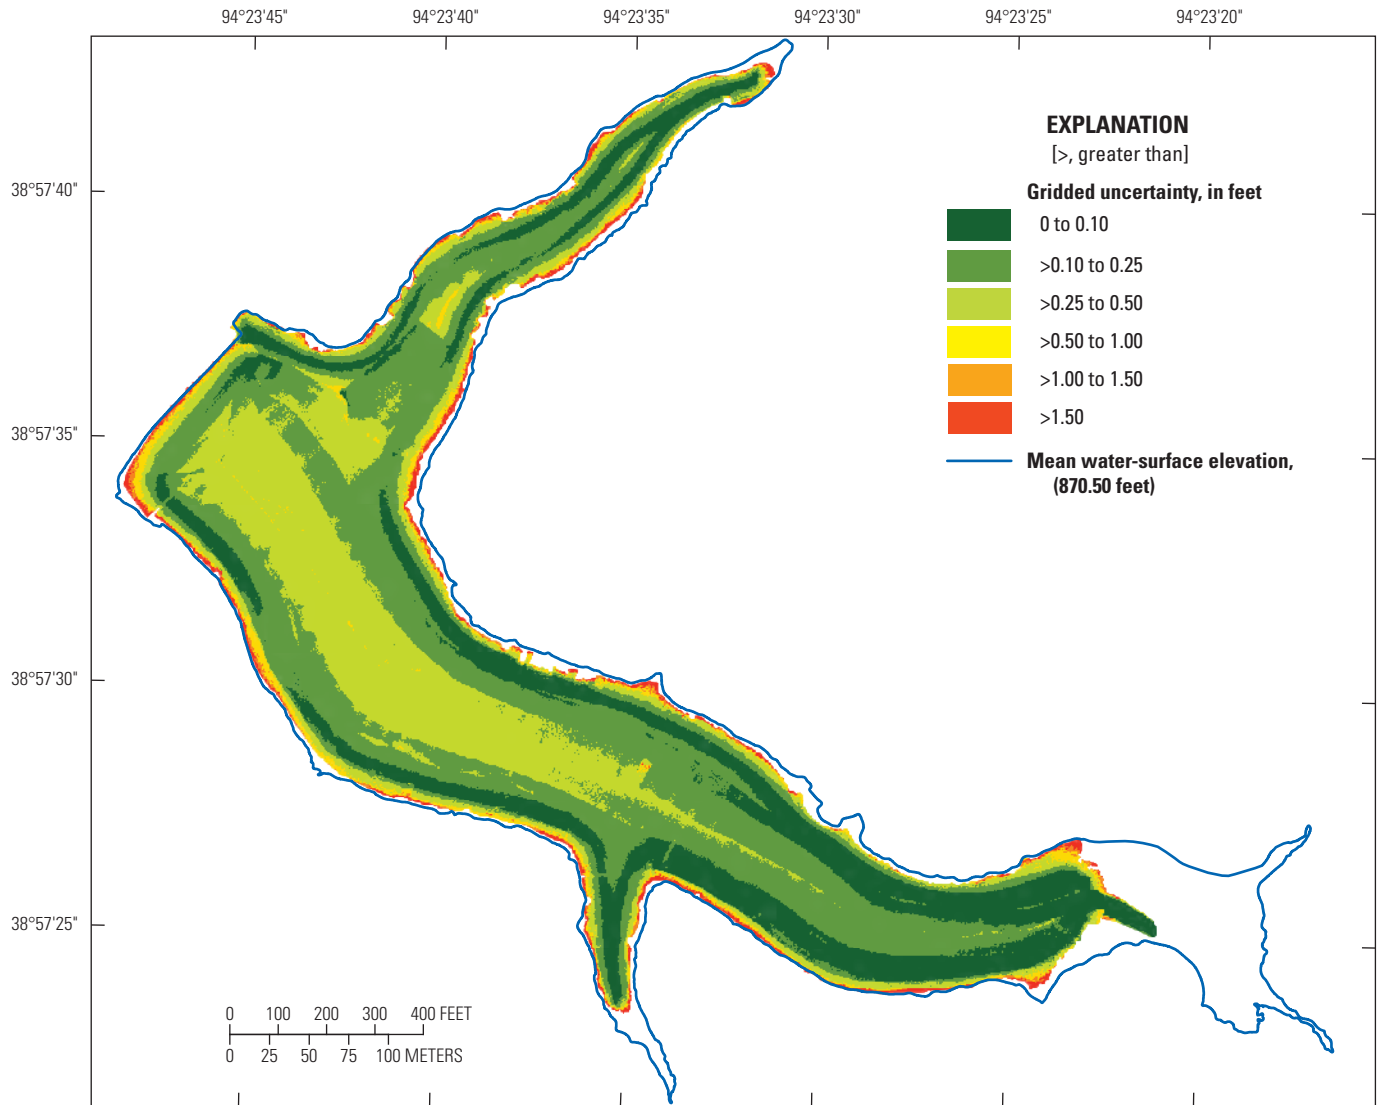 94°23'45" 94°23'40" 94°23'35" 94°23'30" 94°23'25" 94°23'20"
EXPLANATION
[>, greater than]
38°57'40"
Gridded uncertainty, in feet
0 to 0.10
>0.10 to 0.25
>0.25 to 0.50
>0.50 to 1.00
>1.00 to 1.50
>1.50
38°57'35"
Mean water-surface elevation,
(870.50 feet)
38°57'30"
38°57'25"
0 100 200 300 400 FEET
0 25 50 75 100 METERS